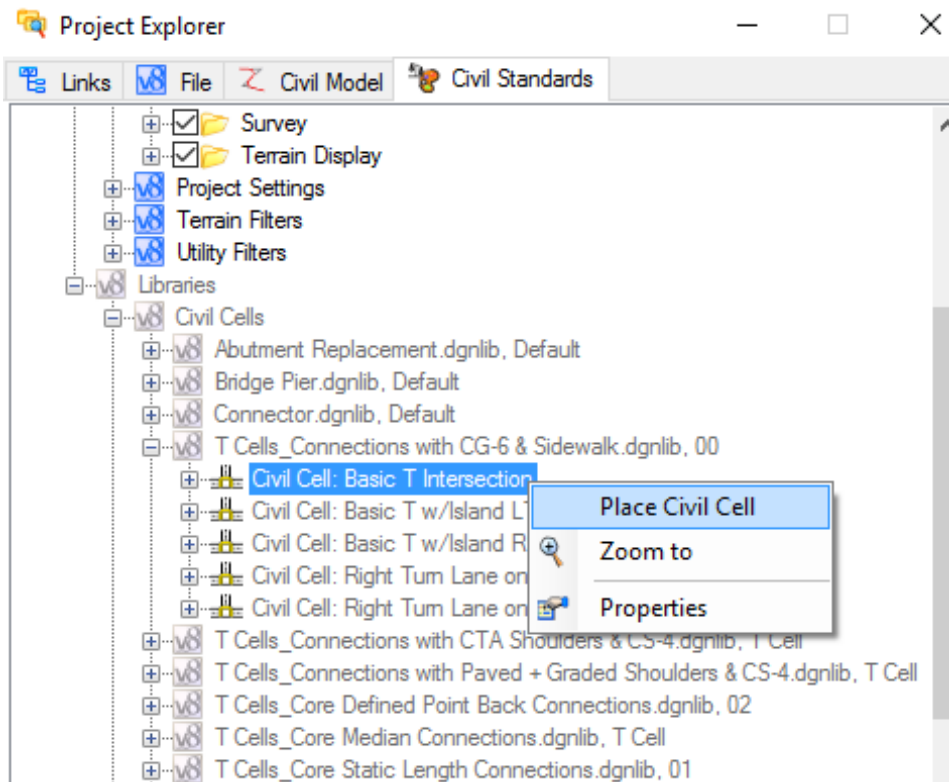 Project Explorer
Links File Civil Model Civil Standards
Survey
Terrain Display
Project Settings
Terrain Filters
Utility Filters
Libraries
Civil Cells
Abutment Replacement.dgnlib, Default
Bridge Pier.dgnlib, Default
Connector.dgnlib, Default
T Cells_Connections with CG-6 & Sidewalk.dgnlib, 00
Civil Cell: Basic T Intersection
Place Civil Cell
Civil Cell: Basic T w/Island LT
Civil Cell: Basic T w/Island R
Zoom to
Civil Cell: Right Turn Lane on
Civil Cell: Right Turn Lane on
Properties
T Cells_Connections with CTA Shoulders & CS-4.dgnlib, T Cell
T Cells_Connections with Paved + Graded Shoulders & CS-4.dgnlib, T Cell
T Cells_Core Defined Point Back Connections.dgnlib, 02
T Cells_Core Median Connections.dgnlib, T Cell
T Cells_Core Static Length Connections.dgnlib, 01